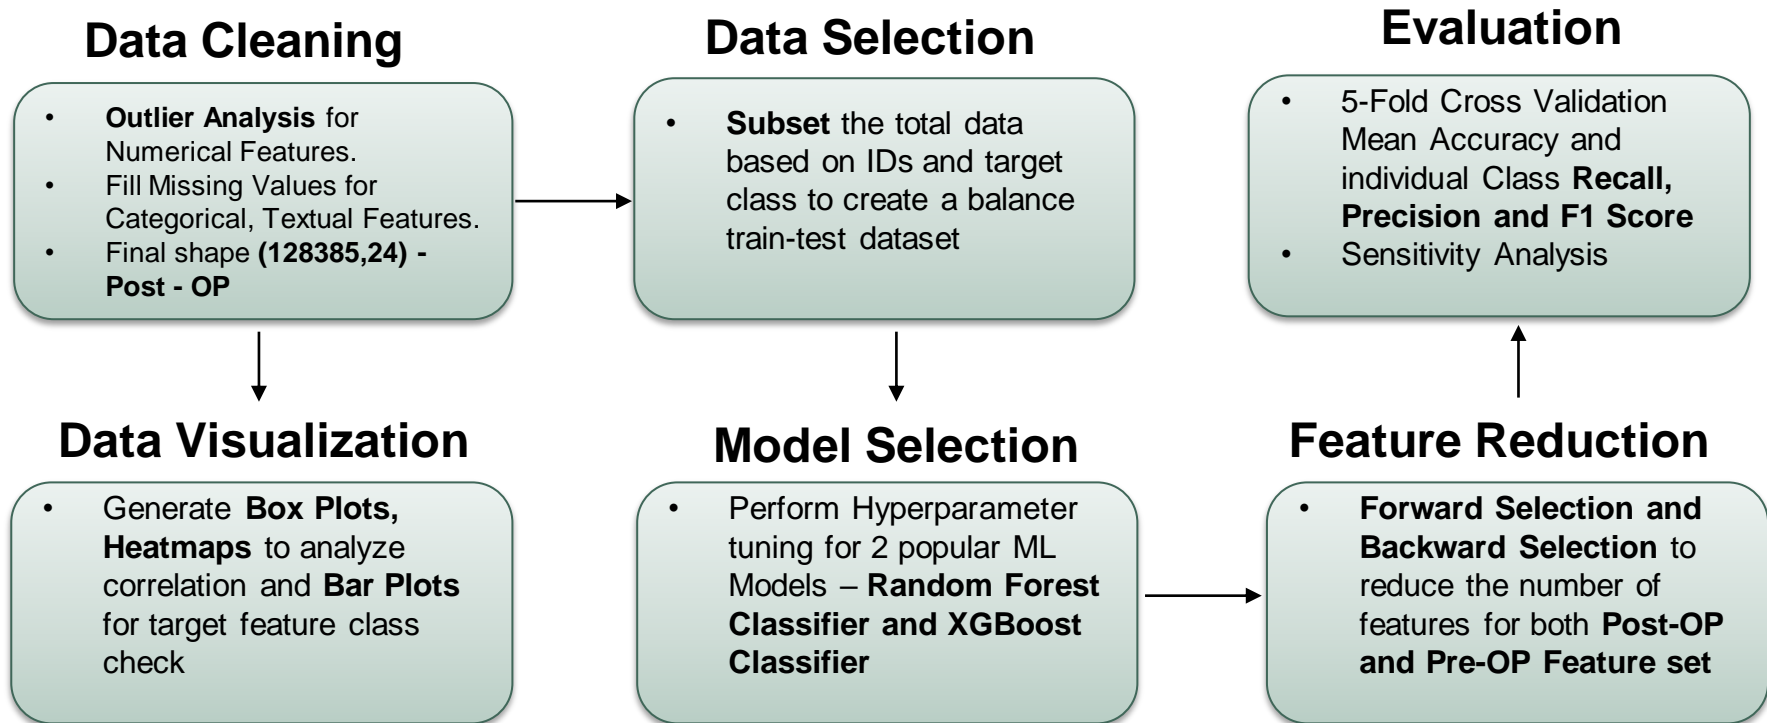 Data Cleaning
• Outlier Analysis for
Numerical Features.
• Fill Missing Values for
Categorical, Textual Features.
• Final shape (128385,24) -
Post - OP
Data Selection
• Subset the total data
based on IDs and target
class to create a balance
train-test dataset
Evaluation
• 5-Fold Cross Validation
Mean Accuracy and
individual Class Recall,
Precision and F1 Score
• Sensitivity Analysis
Data Visualization
• Generate Box Plots,
Heatmaps to analyze
correlation and Bar Plots
for target feature class
check
Model Selection
• Perform Hyperparameter
tuning for 2 popular ML
Models – Random Forest
Classifier and XGBoost
Classifier
Feature Reduction
• Forward Selection and
Backward Selection to
reduce the number of
features for both Post-OP
and Pre-OP Feature set